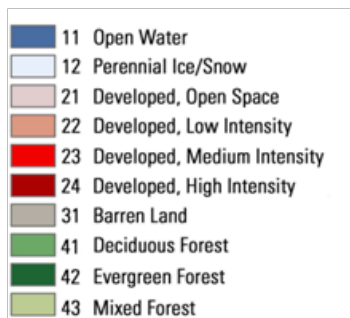 11 Open Water
12 Perennial Ice/Snow
21 Developed, Open Space
22 Developed, Low Intensity
23 Developed, Medium Intensity
24 Developed, High Intensity
31 Barren Land
41 Deciduous Forest
42 Evergreen Forest
43 Mixed Forest